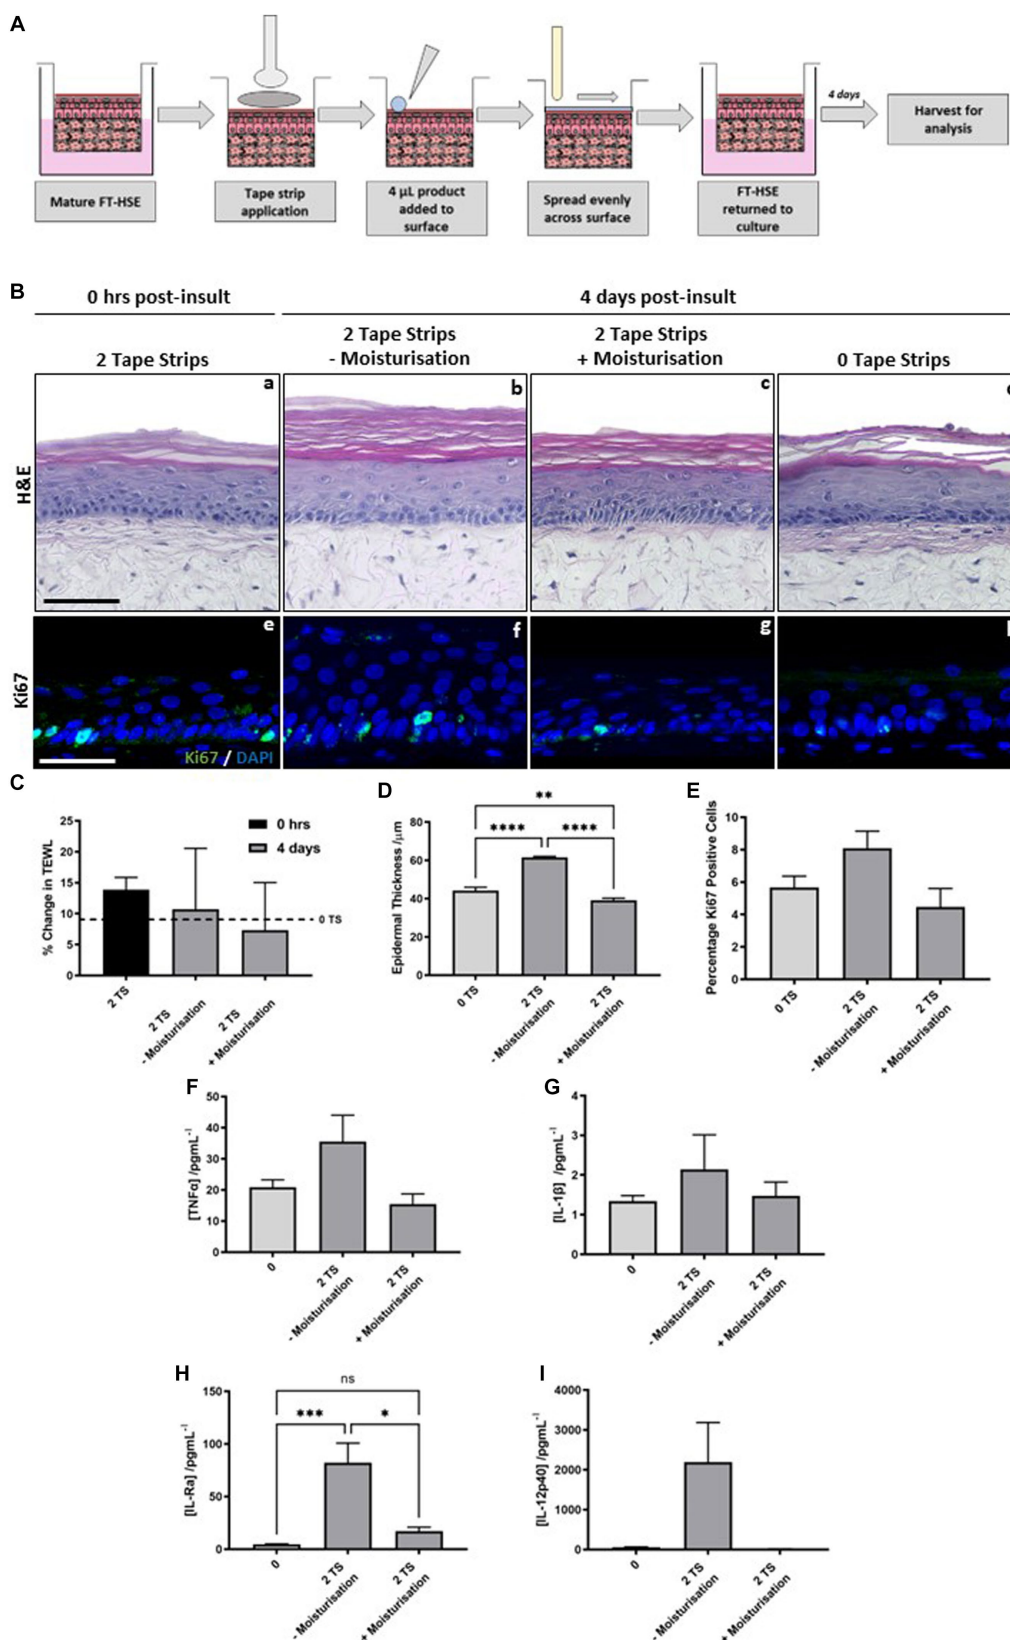 A
4 days
Mature FT-HSE
Tape strip
application
4 µL product
added to
surface
Spread evenly
across surface
FT-HSE
returned to
culture
Harvest for
analysis
B
0 hrs post-insult
4 days post-insult
2 Tape Strips
2 Tape Strips
- Moisturisation
2 Tape Strips
+ Moisturisation
0 Tape Strips
H&E
a
b
c
Ki67
e
f
g
Ki67 / DAPI
C
% Change in TEWL
25
20
15
10
5
0
0 hrs
4 days
0 TS
2 TS
2 TS
- Moisturisation
2 TS
+ Moisturisation
D
Epidermal Thickness /µm
80
60
40
20
0
**
****
****
0 TS
2 TS
- Moisturisation
2 TS
+ Moisturisation
E
Percentage Ki67 Positive Cells
10
8
6
4
2
0
0 TS
2 TS
- Moisturisation
2 TS
+ Moisturisation
F
[TNFα] /pgmL⁻¹
50
40
30
20
10
0
0
2 TS
- Moisturisation
2 TS
+ Moisturisation
G
[IL-1β] /pgmL⁻¹
4
3
2
1
0
0
2 TS
- Moisturisation
2 TS
+ Moisturisation
H
[IL-Ra] /pgmL⁻¹
150
100
50
0
ns
***
*
0
2 TS
- Moisturisation
2 TS
+ Moisturisation
I
[IL-12p40] /pgmL⁻¹
4000
3000
2000
1000
0
0
2 TS
- Moisturisation
2 TS
+ Moisturisation